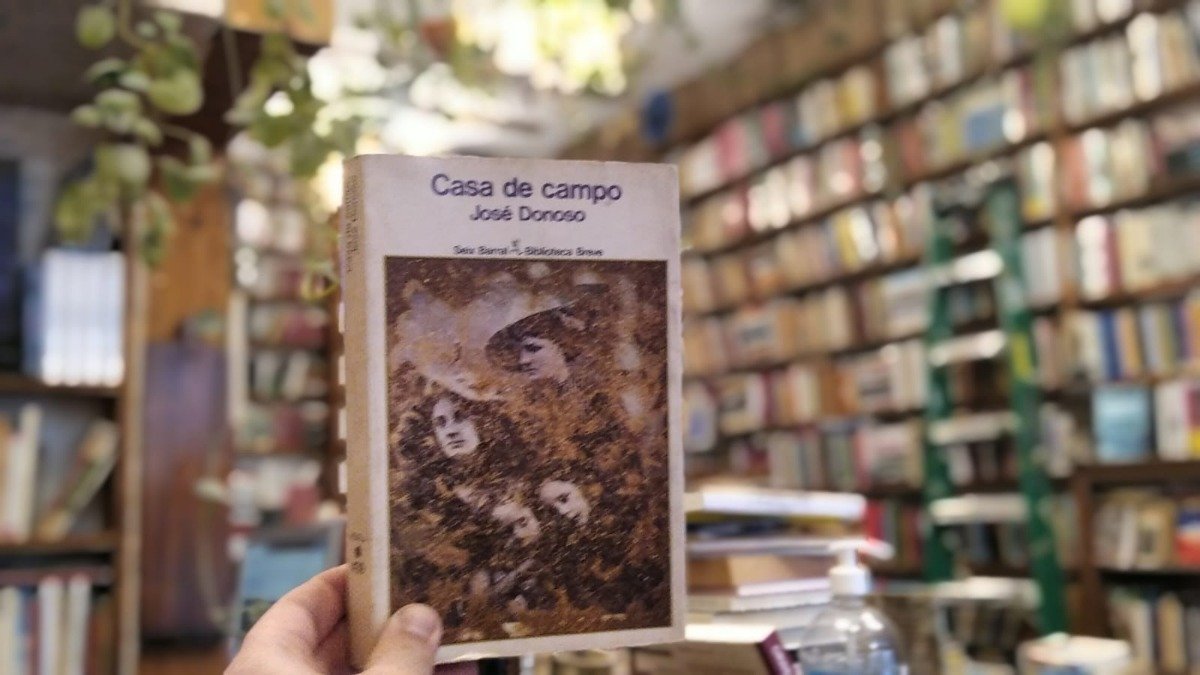 Casa de campo
José Donoso
Seix Barral Biblioteca Breve